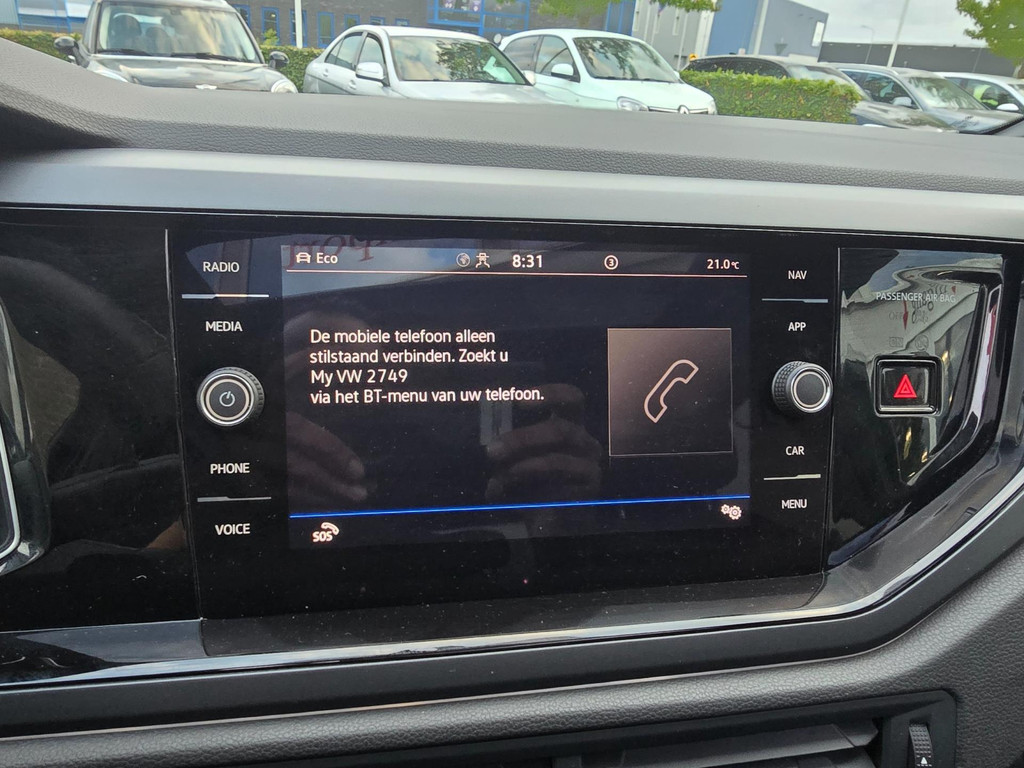 RADIO
MEDIA
PHONE
VOICE
Eco
8:31
3
21.0°C
De mobiele telefoon alleen
stilstaand verbinden. Zoekt u
My VW 2749
via het BT-menu van uw telefoon.
SOS
NAV
APP
CAR
MENU
PASSENGER AIR BAG